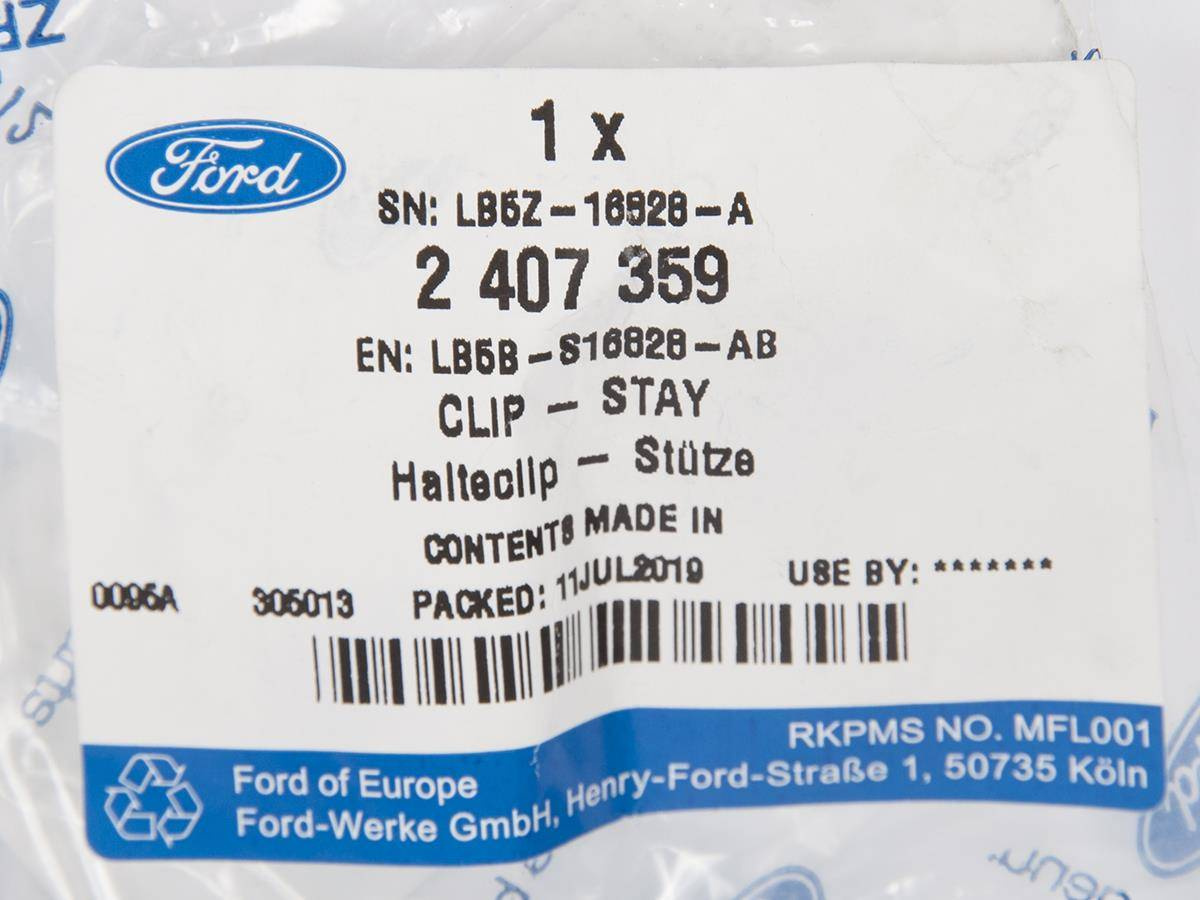 Ford
1 x
SN: LB5Z-16828-A
2 407 359
EN: LB5B-S16828-AB
CLIP - STAY
Halteclip - Stütze
CONTENTS MADE IN
0095A 305013 PACKED: 11JUL2019 USE BY: *******
RKPMS NO. MFL001
Ford of Europe
Ford-Werke GmbH, Henry-Ford-Straße 1, 50735 Köln